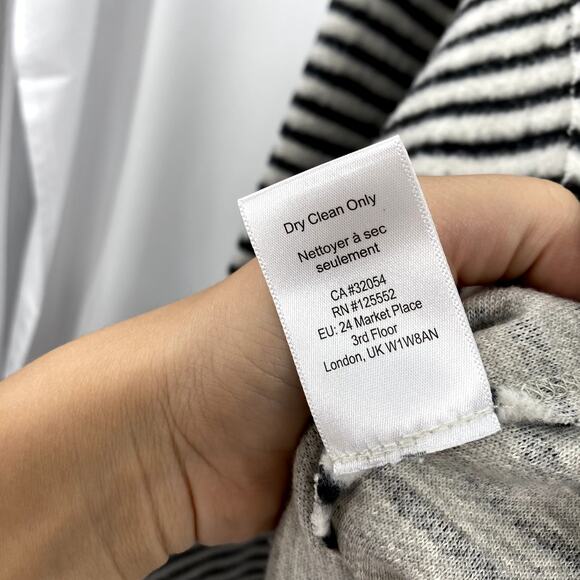 Dry Clean Only
Nettoyer à sec
seulement
CA#32054
RN #125552
EU: 24 Market Place
3rd Floor
London, UK W1W8AN